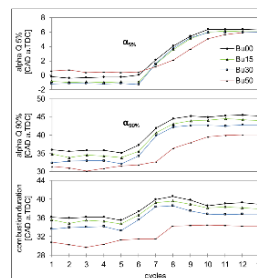 alpha Q 5%
[CAD a.TDC]
8
6
4
2
0
-2
α5%
Bu00
Bu15
Bu30
Bu50
alpha Q 90%
[CAD a.TDC]
50
45
40
35
30
α90%
combustion duration
[CAD a.TDC]
44
40
36
32
28
1 2 3 4 5 6 7 8 9 10 11 12
cycles